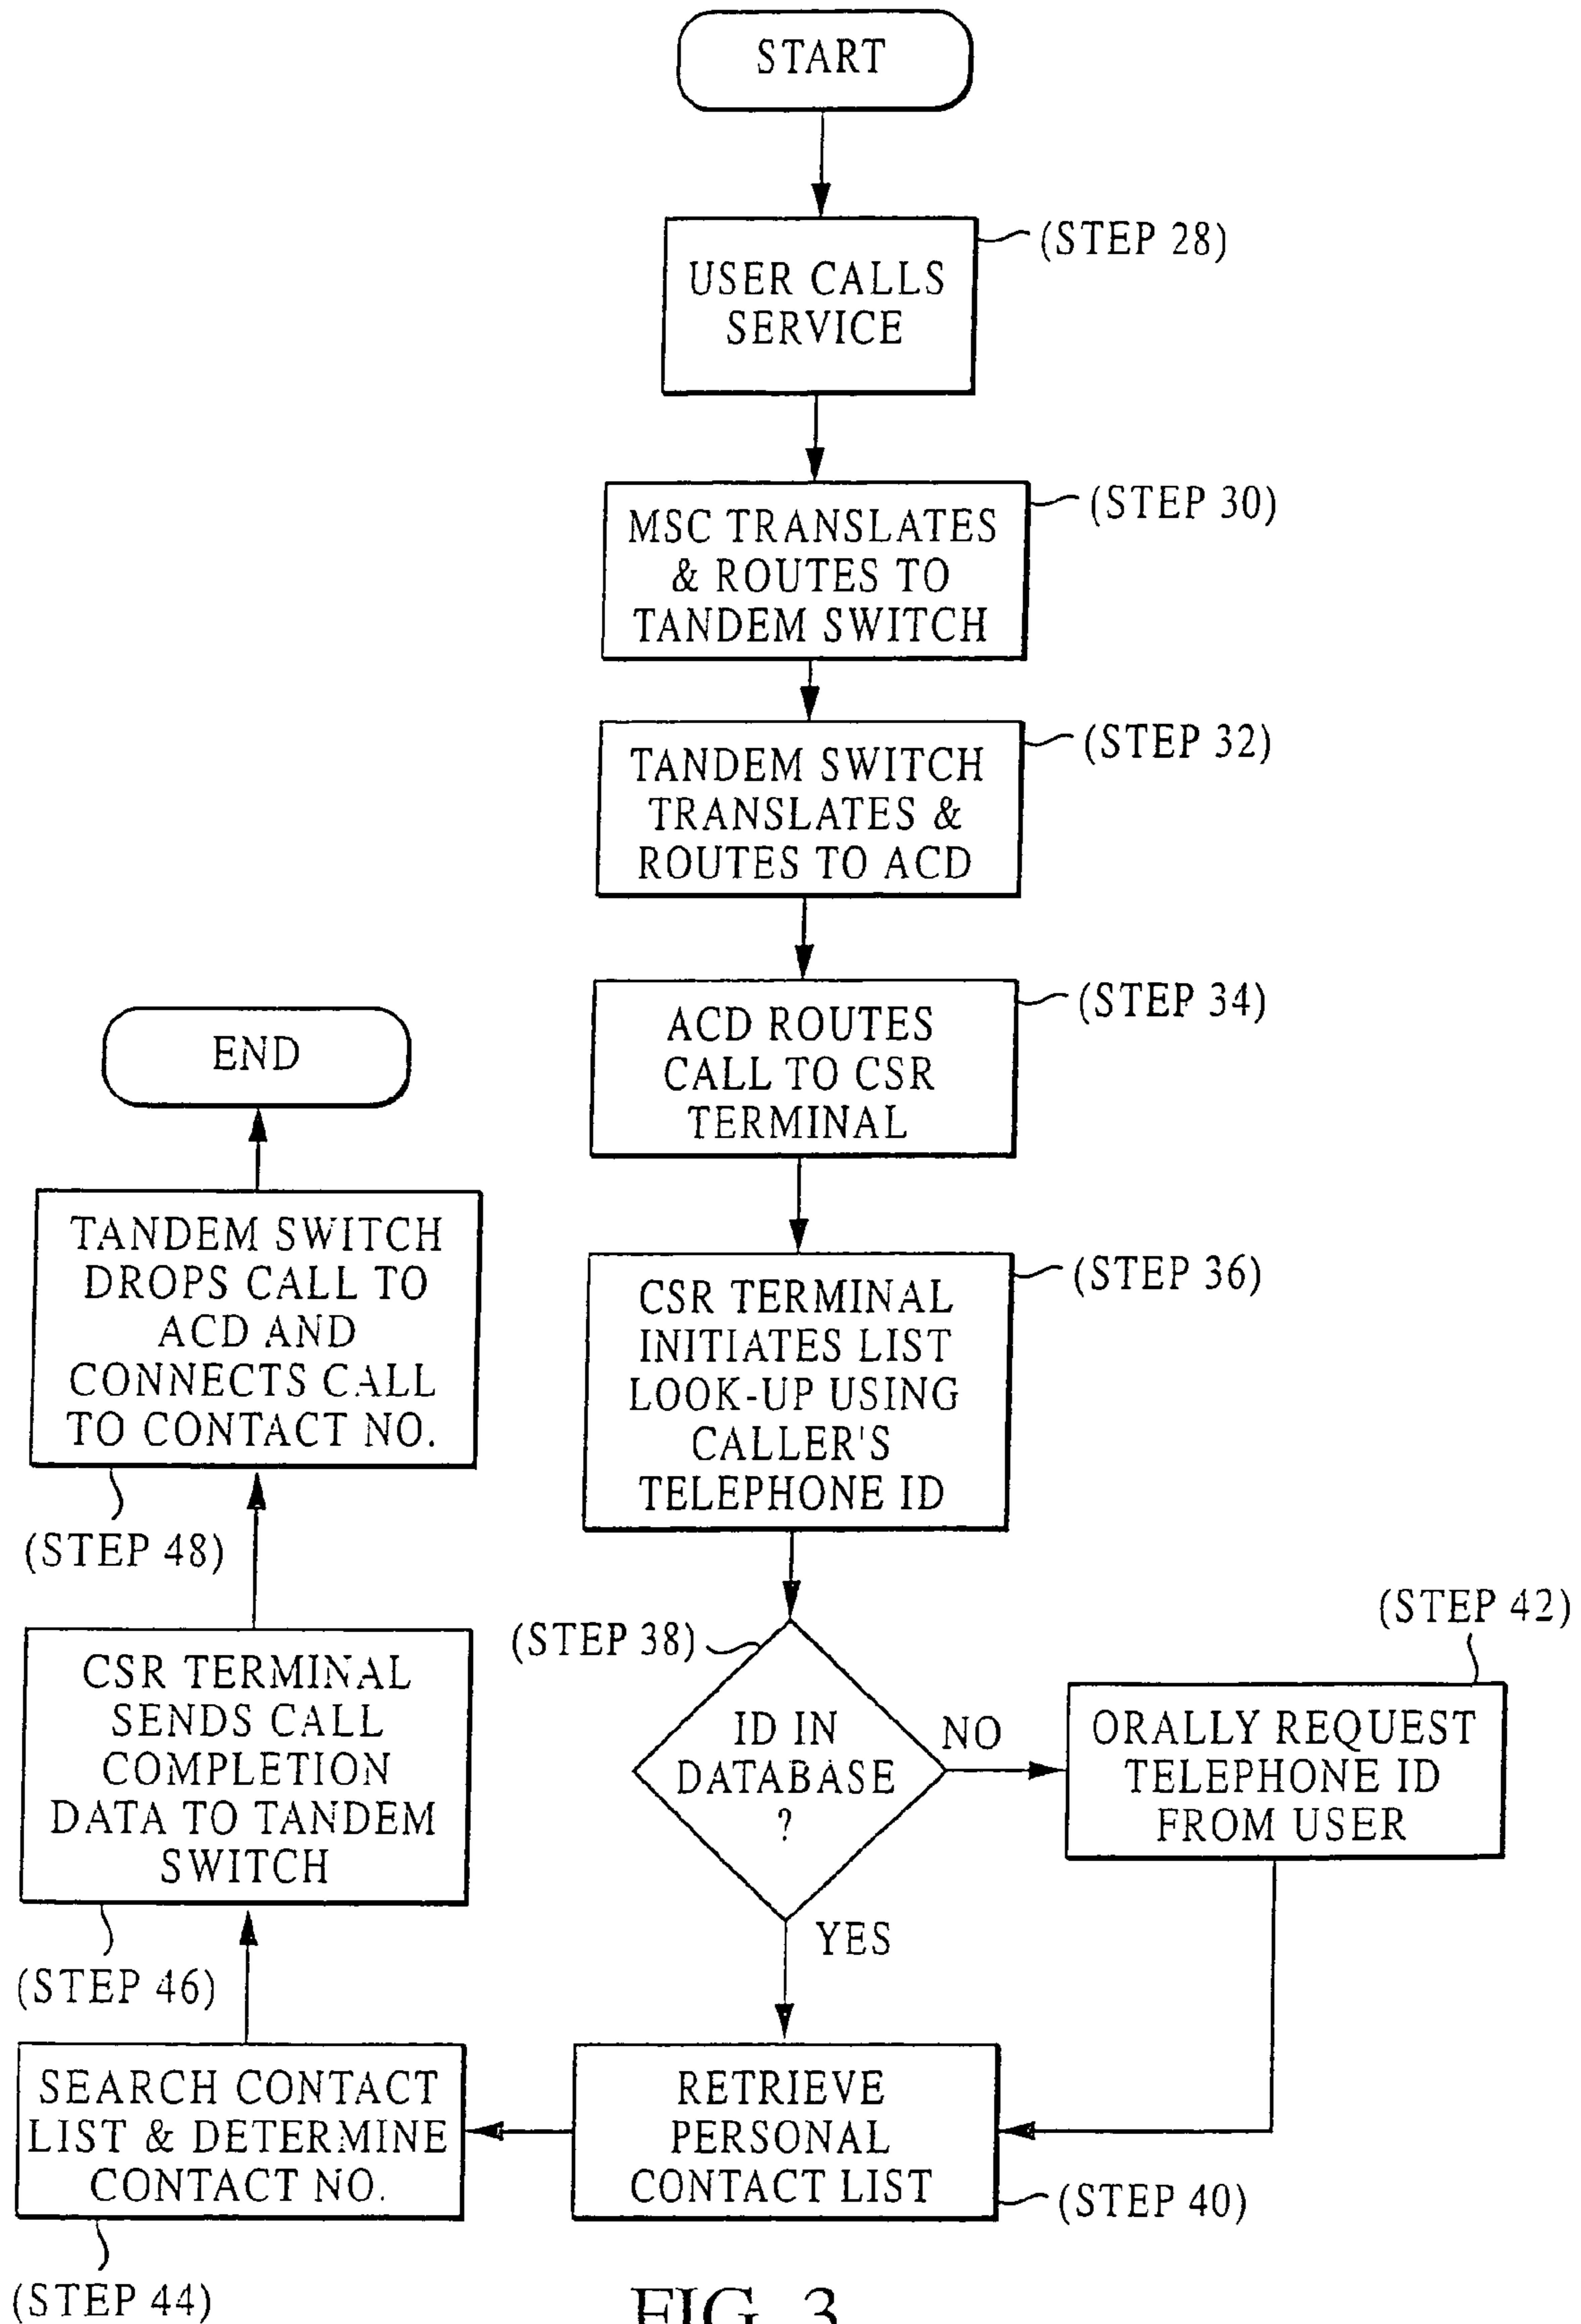 START
(STEP 28)
USER CALLS
SERVICE
(STEP 30)
MSC TRANSLATES
& ROUTES TO
TANDEM SWITCH
(STEP 32)
TANDEM SWITCH
TRANSLATES &
ROUTES TO ACD
(STEP 34)
ACD ROUTES
CALL TO CSR
TERMINAL
(STEP 36)
CSR TERMINAL
INITIATES LIST
LOOK-UP USING
CALLER'S
TELEPHONE ID
(STEP 38)
ID IN
DATABASE
?
NO
(STEP 42)
ORALLY REQUEST
TELEPHONE ID
FROM USER
YES
RETRIEVE
PERSONAL
CONTACT LIST
(STEP 40)
SEARCH CONTACT
LIST & DETERMINE
CONTACT NO.
(STEP 44)
CSR TERMINAL
SENDS CALL
COMPLETION
DATA TO TANDEM
SWITCH
(STEP 46)
TANDEM SWITCH
DROPS CALL TO
ACD AND
CONNECTS CALL
TO CONTACT NO.
(STEP 48)
END
FIG. 3